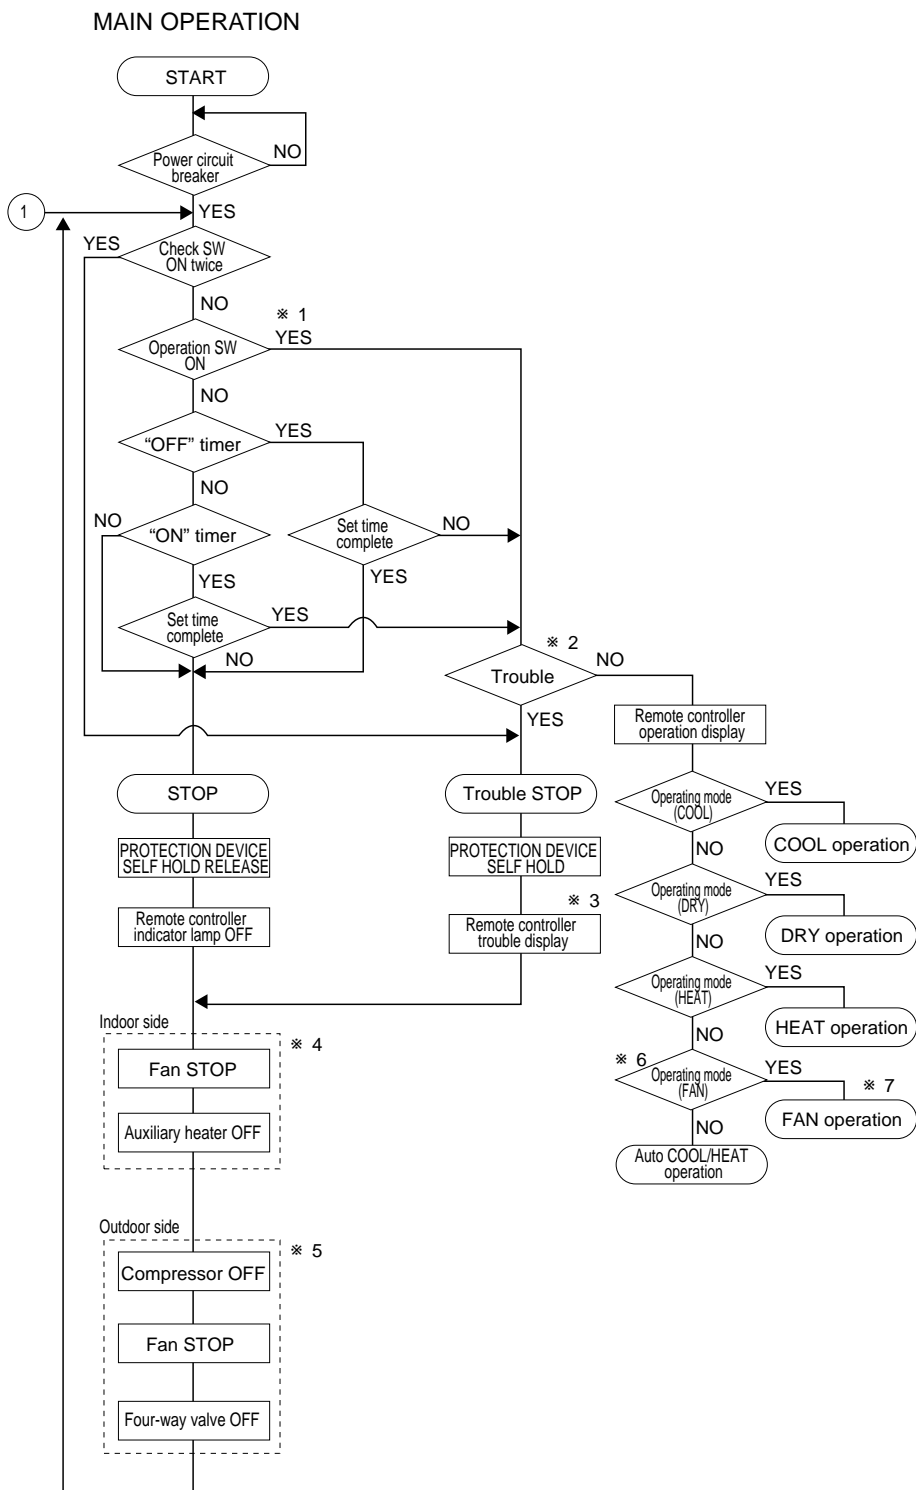 MAIN OPERATION
START
NO
Power circuit
breaker
1
YES
YES
Check SW
ON twice
NO
※ 1
YES
Operation SW
ON
NO
YES
“OFF” timer
NO
NO
“ON” timer
Set time
complete
NO
YES
YES
YES
Set time
complete
NO
※ 2
NO
Trouble
YES
Remote controller
operation display
STOP
Trouble STOP
Operating mode
(COOL)
YES
COOL operation
NO
PROTECTION DEVICE
SELF HOLD RELEASE
PROTECTION DEVICE
SELF HOLD
Operating mode
(DRY)
YES
DRY operation
NO
※ 3
Remote controller
indicator lamp OFF
Remote controller
trouble display
Operating mode
(HEAT)
YES
HEAT operation
NO
Indoor side
※ 4
Fan STOP
Auxiliary heater OFF
※ 6
Operating mode
(FAN)
YES
※ 7
FAN operation
NO
Auto COOL/HEAT
operation
Outdoor side
※ 5
Compressor OFF
Fan STOP
Four-way valve OFF